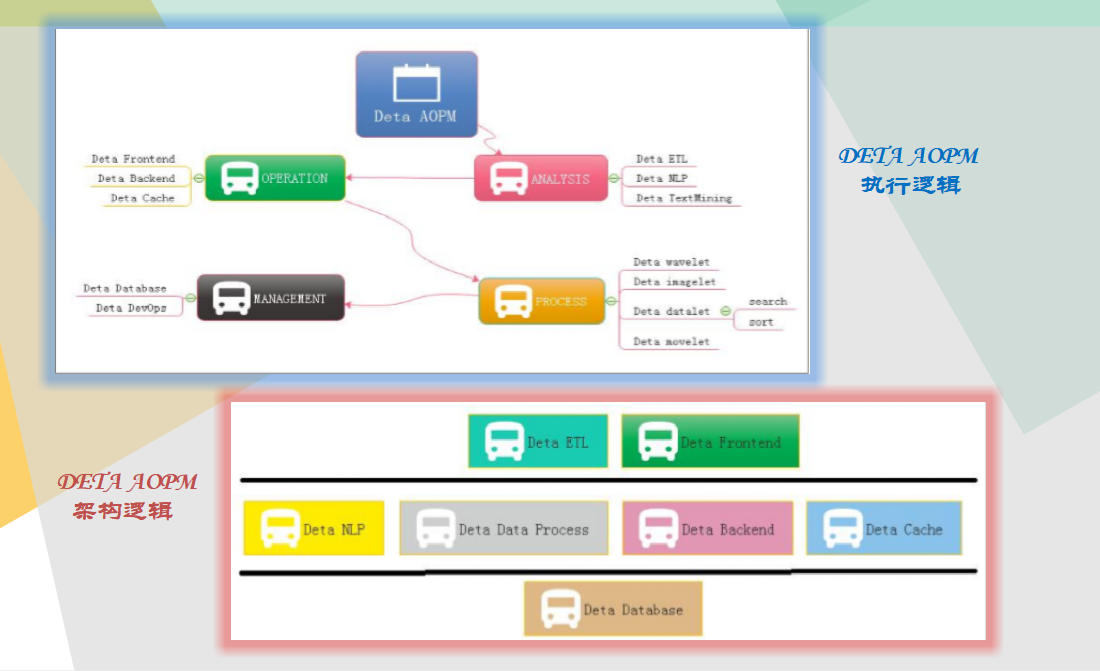 Deta AOPM
Deta Frontend
Deta Backend
Deta Cache
OPERATION
ANALYSIS
Deta ETL
Deta NLP
Deta TextMining
DETA AOPM
执行逻辑
Deta Database
Deta DevOps
MANAGEMENT
PROCESS
Deta wavelet
Deta imagelet
Deta datalet
search
sort
Deta movelet
DETA AOPM
架构逻辑
Deta ETL
Deta Frontend
Deta NLP
Deta Data Process
Deta Backend
Deta Cache
Deta Database